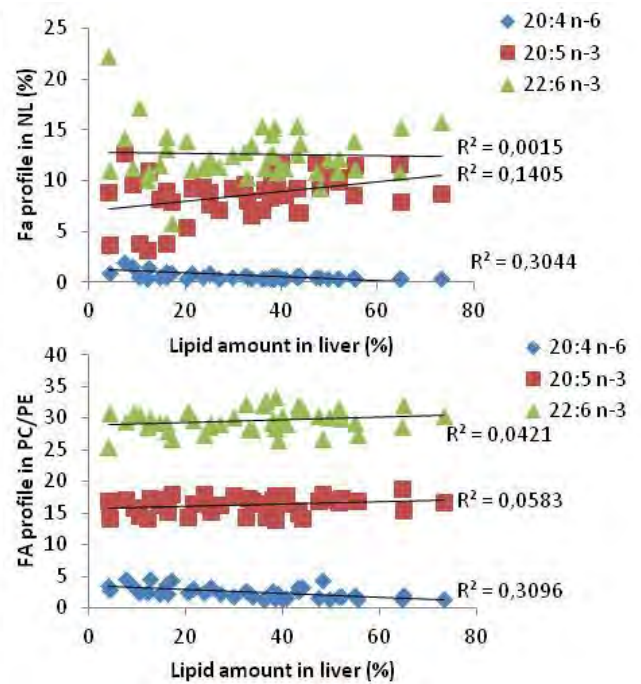 Fa profile in NL (%)
25
20
15
10
5
0
0 20 40 60 80
Lipid amount in liver (%)
20:4 n-6
20:5 n-3
22:6 n-3
R² = 0,0015
R² = 0,1405
R² = 0,3044
FA profile in PC/PE
40
35
30
25
20
15
10
5
0
0 20 40 60 80
Lipid amount in liver (%)
20:4 n-6
20:5 n-3
22:6 n-3
R² = 0,0421
R² = 0,0583
R² = 0,3096